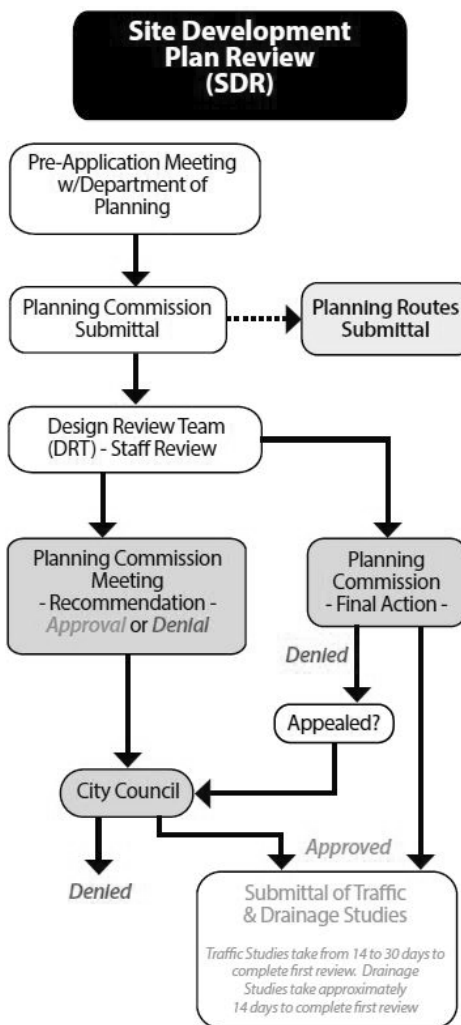 Site Development
Plan Review
(SDR)
Pre-Application Meeting
w/Department of
Planning
Planning Commission
Submittal
Planning Routes
Submittal
Design Review Team
(DRT) - Staff Review
Planning Commission
Meeting
- Recommendation -
Approval or Denial
Planning
Commission
- Final Action -
Denied
Appealed?
City Council
Denied
Approved
Submittal of Traffic
& Drainage Studies
Traffic Studies take from 14 to 30 days to
complete first review. Drainage
Studies take approximately
14 days to complete first review